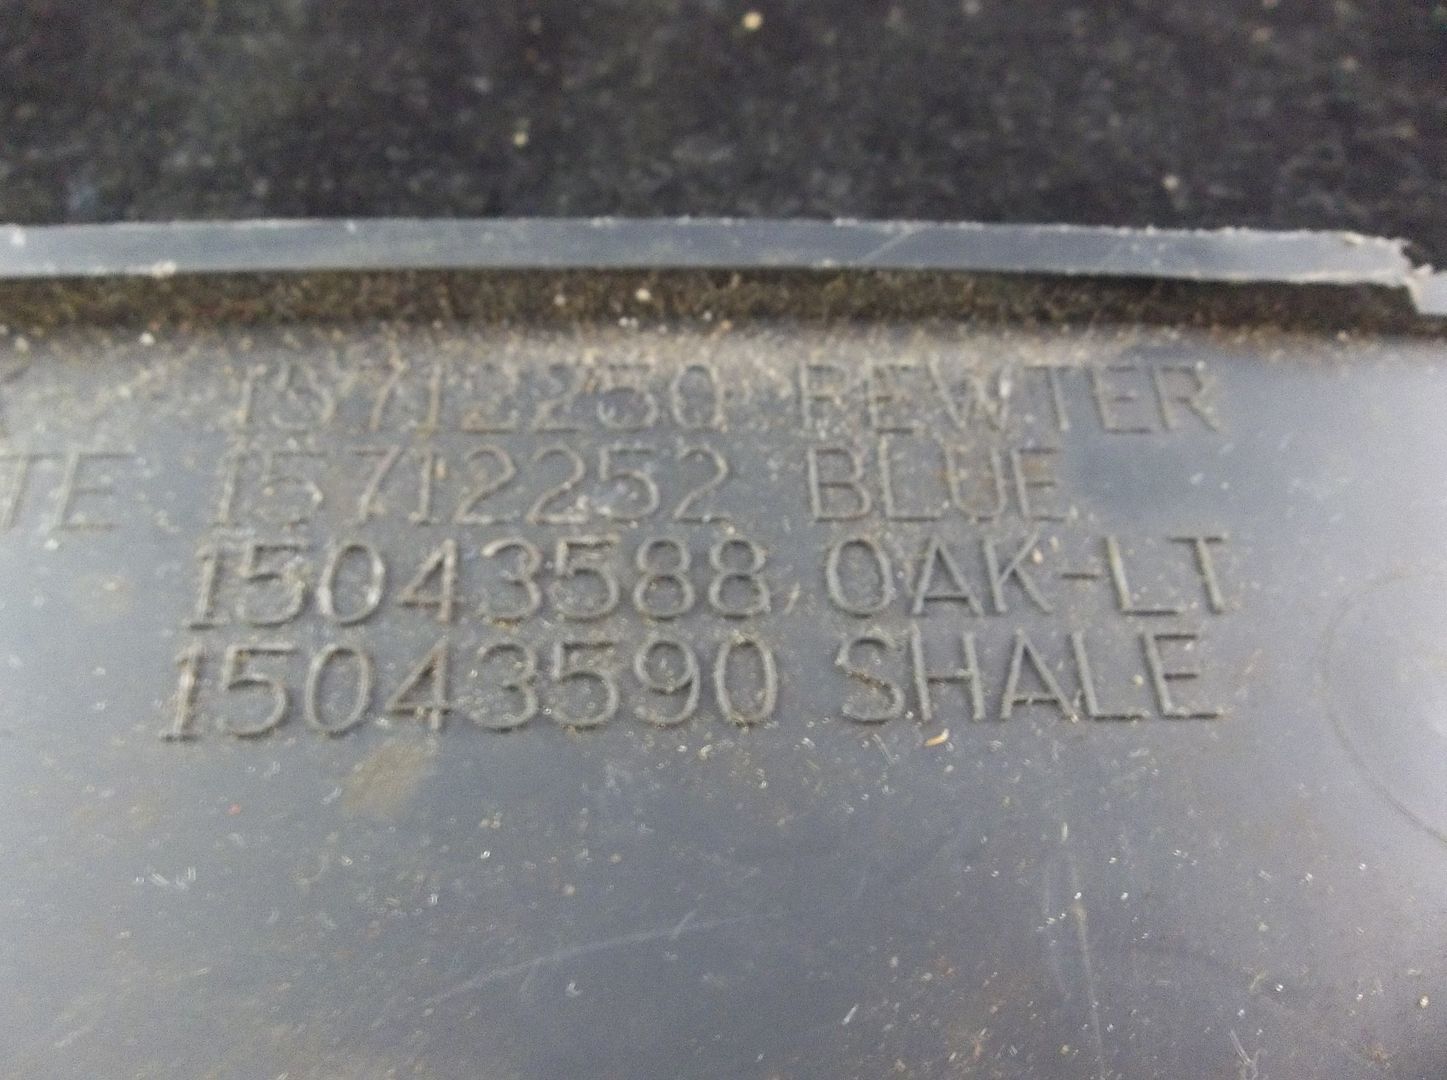 15712250 PEWTER
TE 15712252 BLUE
15043588 OAK-LT
15043590 SHALE